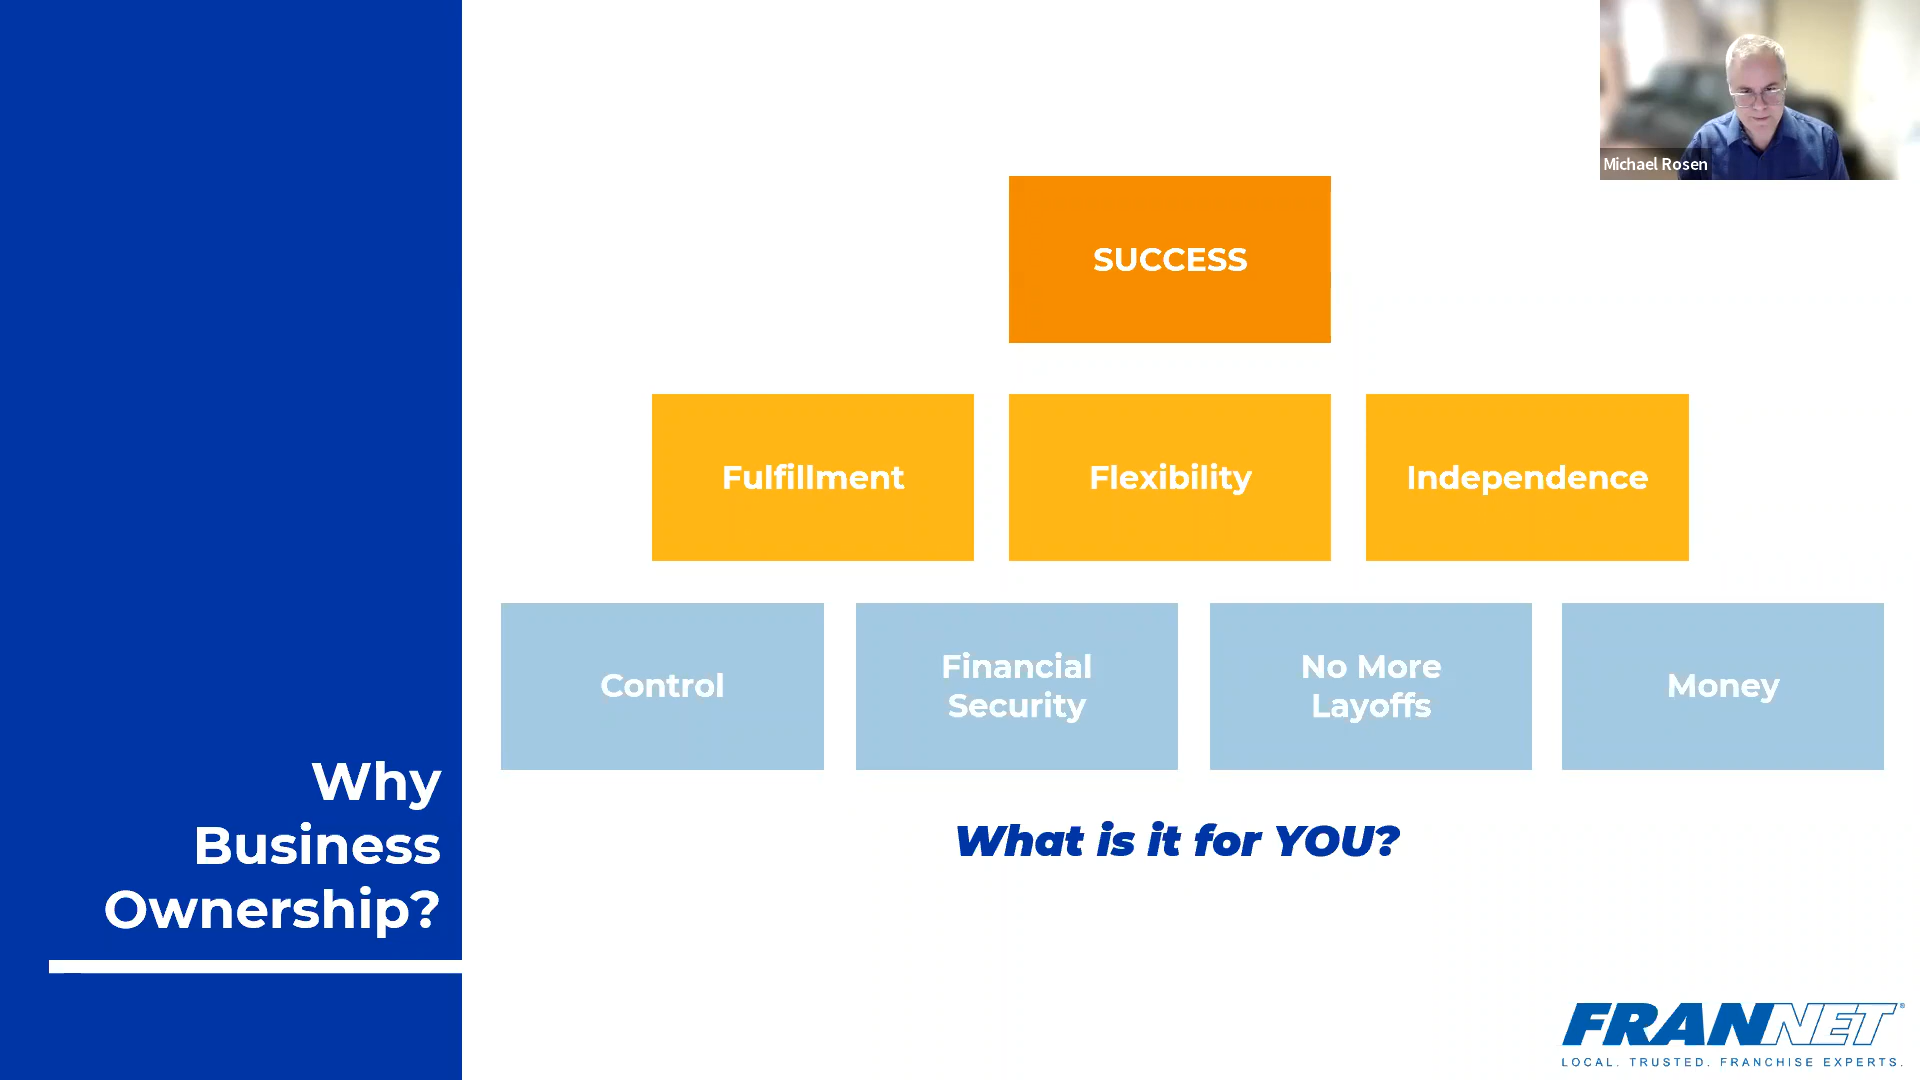 Michael Rosen
SUCCESS
Fulfillment
Flexibility
Independence
Control
Financial
Security
No More
Layoffs
Money
Why
Business
Ownership?
What is it for YOU?
FRANNET®
LOCAL. TRUSTED. FRANCHISE EXPERTS.